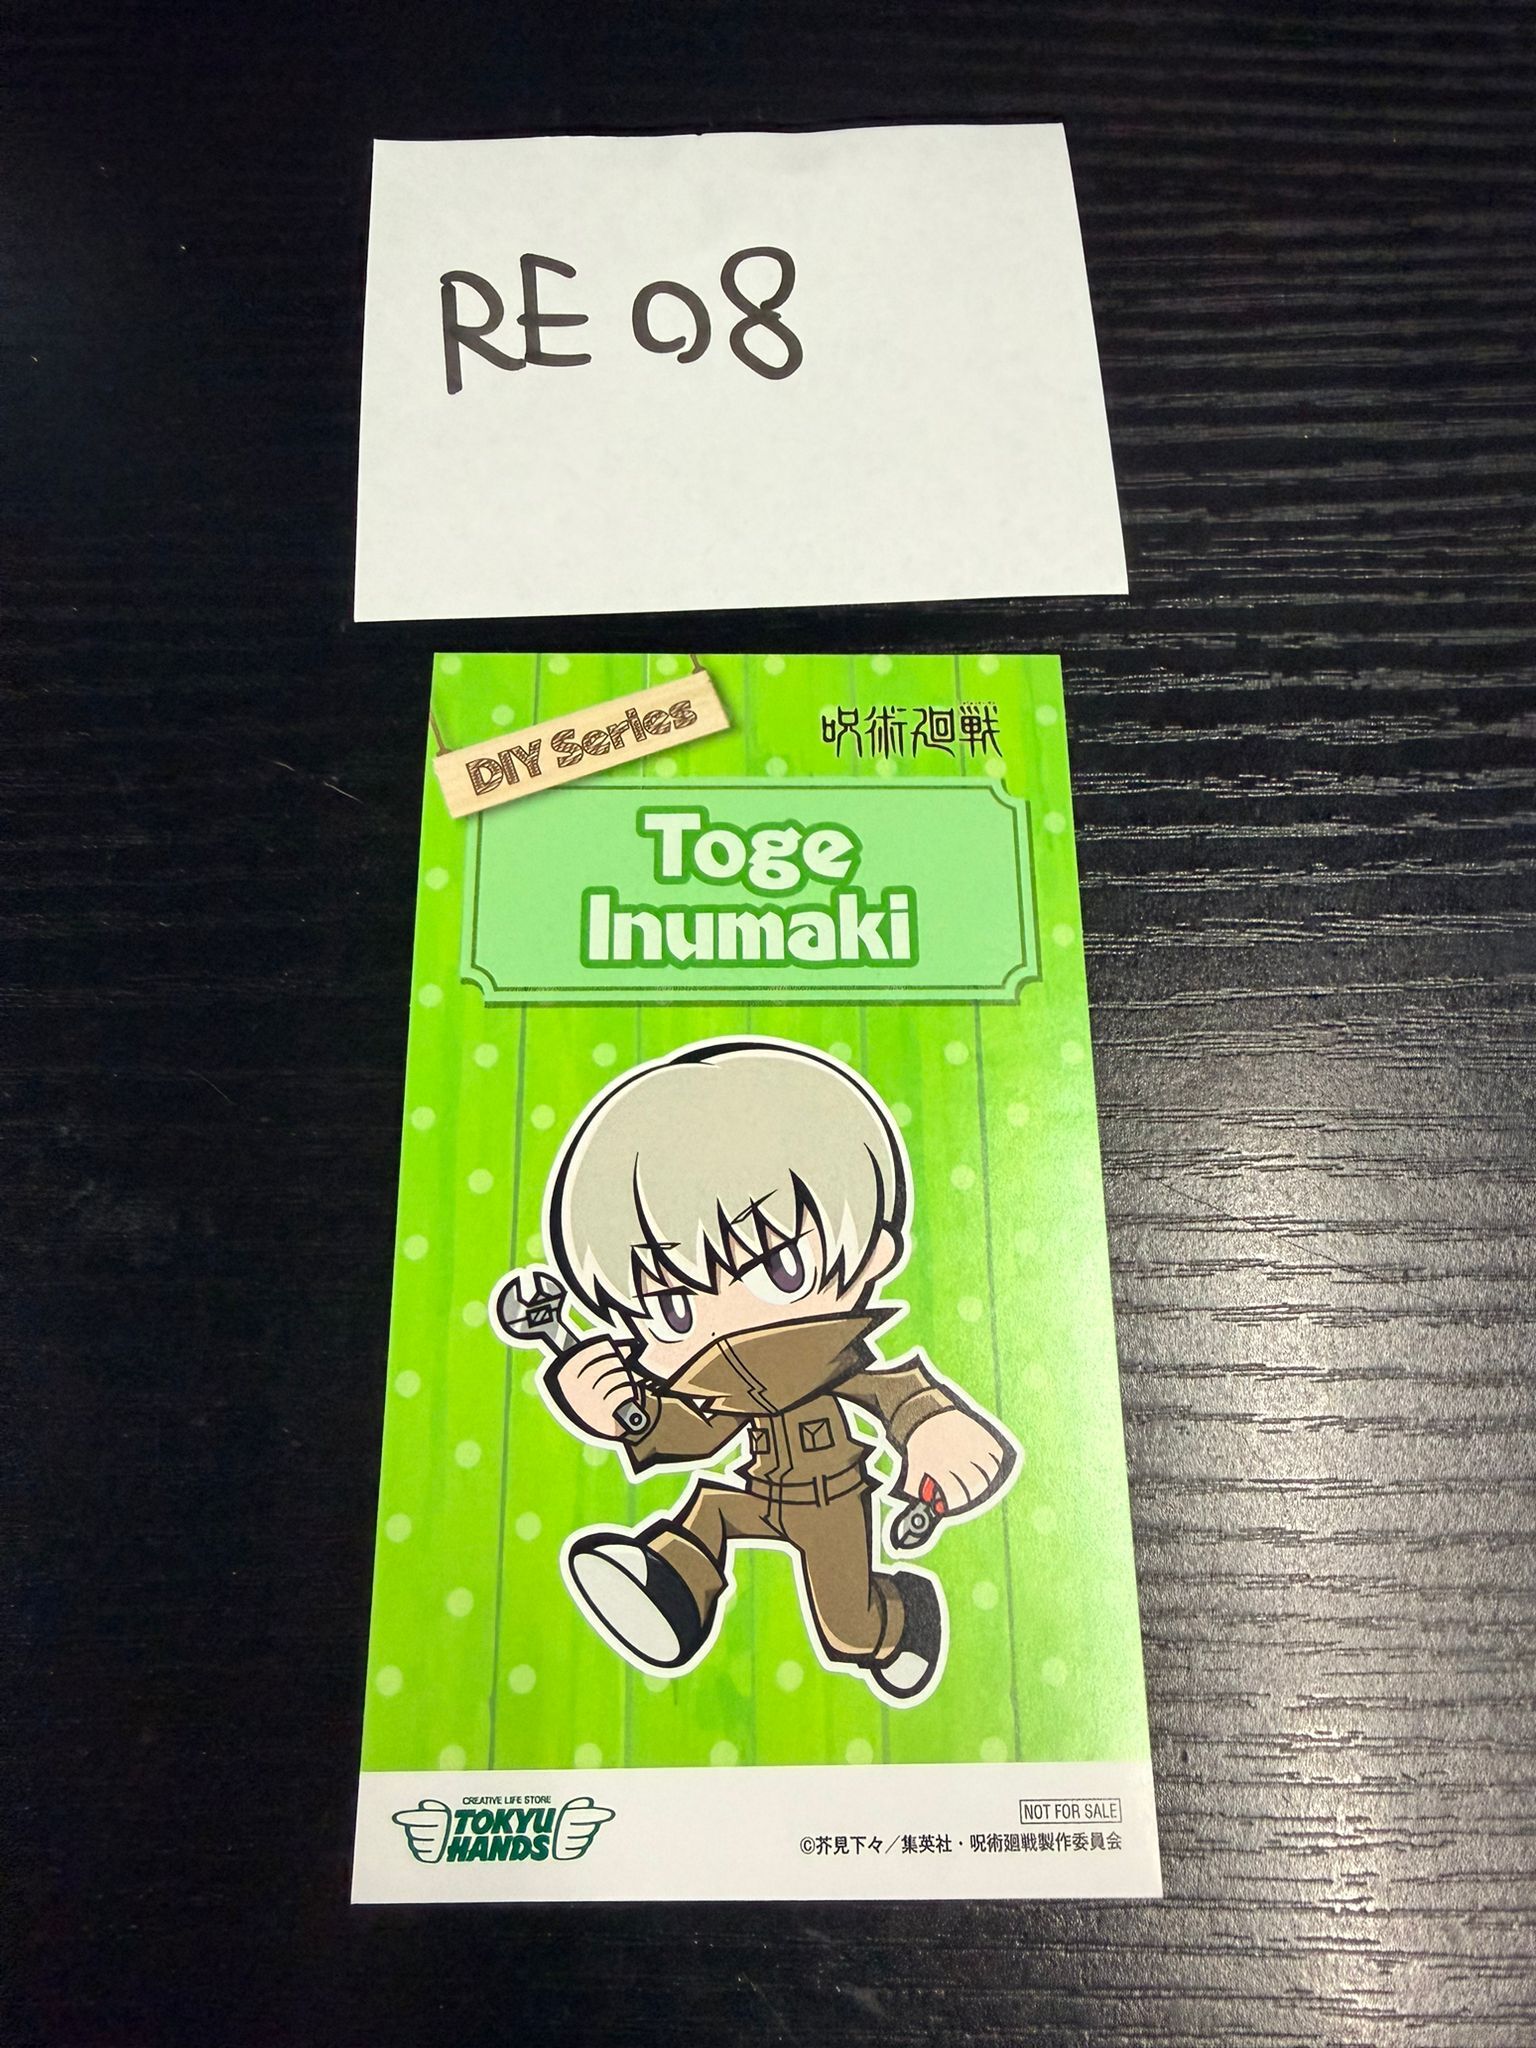 RE 08
DIY Series
呪術廻戦
Toge
Inumaki
CREATIVE LIFE STORE
TOKYU
HANDS
NOT FOR SALE
©芥見下々／集英社・呪術廻戦製作委員会